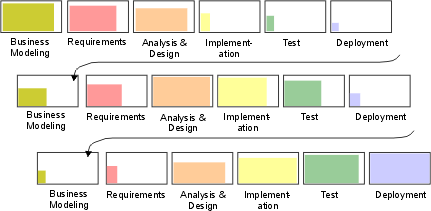 Business
Modeling
Requirements
Analysis &
Design
Implement-
ation
Test
Deployment
Business
Modeling
Requirements
Analysis &
Design
Implement-
ation
Test
Deployment
Business
Modeling
Requirements
Analysis &
Design
Implement-
ation
Test
Deployment